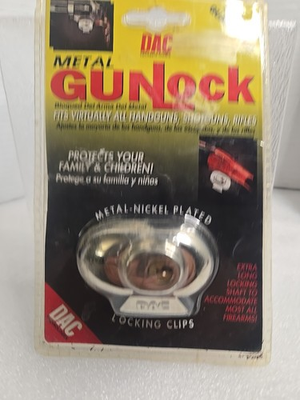 DAC
METAL
GUNLock
FITS VIRTUALLY ALL HANDGUNS, SHOTGUNS, RIFLES
PROTECTS YOUR
FAMILY & CHILDREN!
Protege a su familia y niños
METAL-NICKEL PLATED
LOCKING CLIPS
EXTRA
LONG
LOCKING
SHAFT TO
ACCOMMODATE
MOST ALL
FIREARMS!
DAC